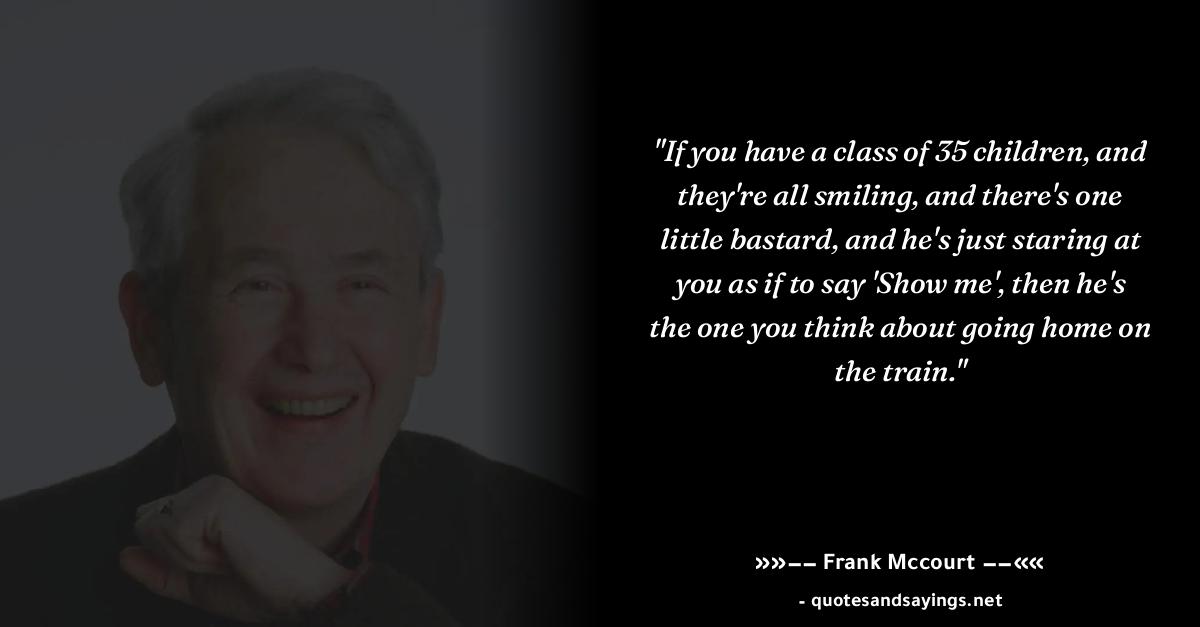 "If you have a class of 35 children, and
they're all smiling, and there's one
little bastard, and he's just staring at
you as if to say 'Show me', then he's
the one you think about going home on
the train."
»»–– Frank Mccourt ––««
- quotesandsayings.net